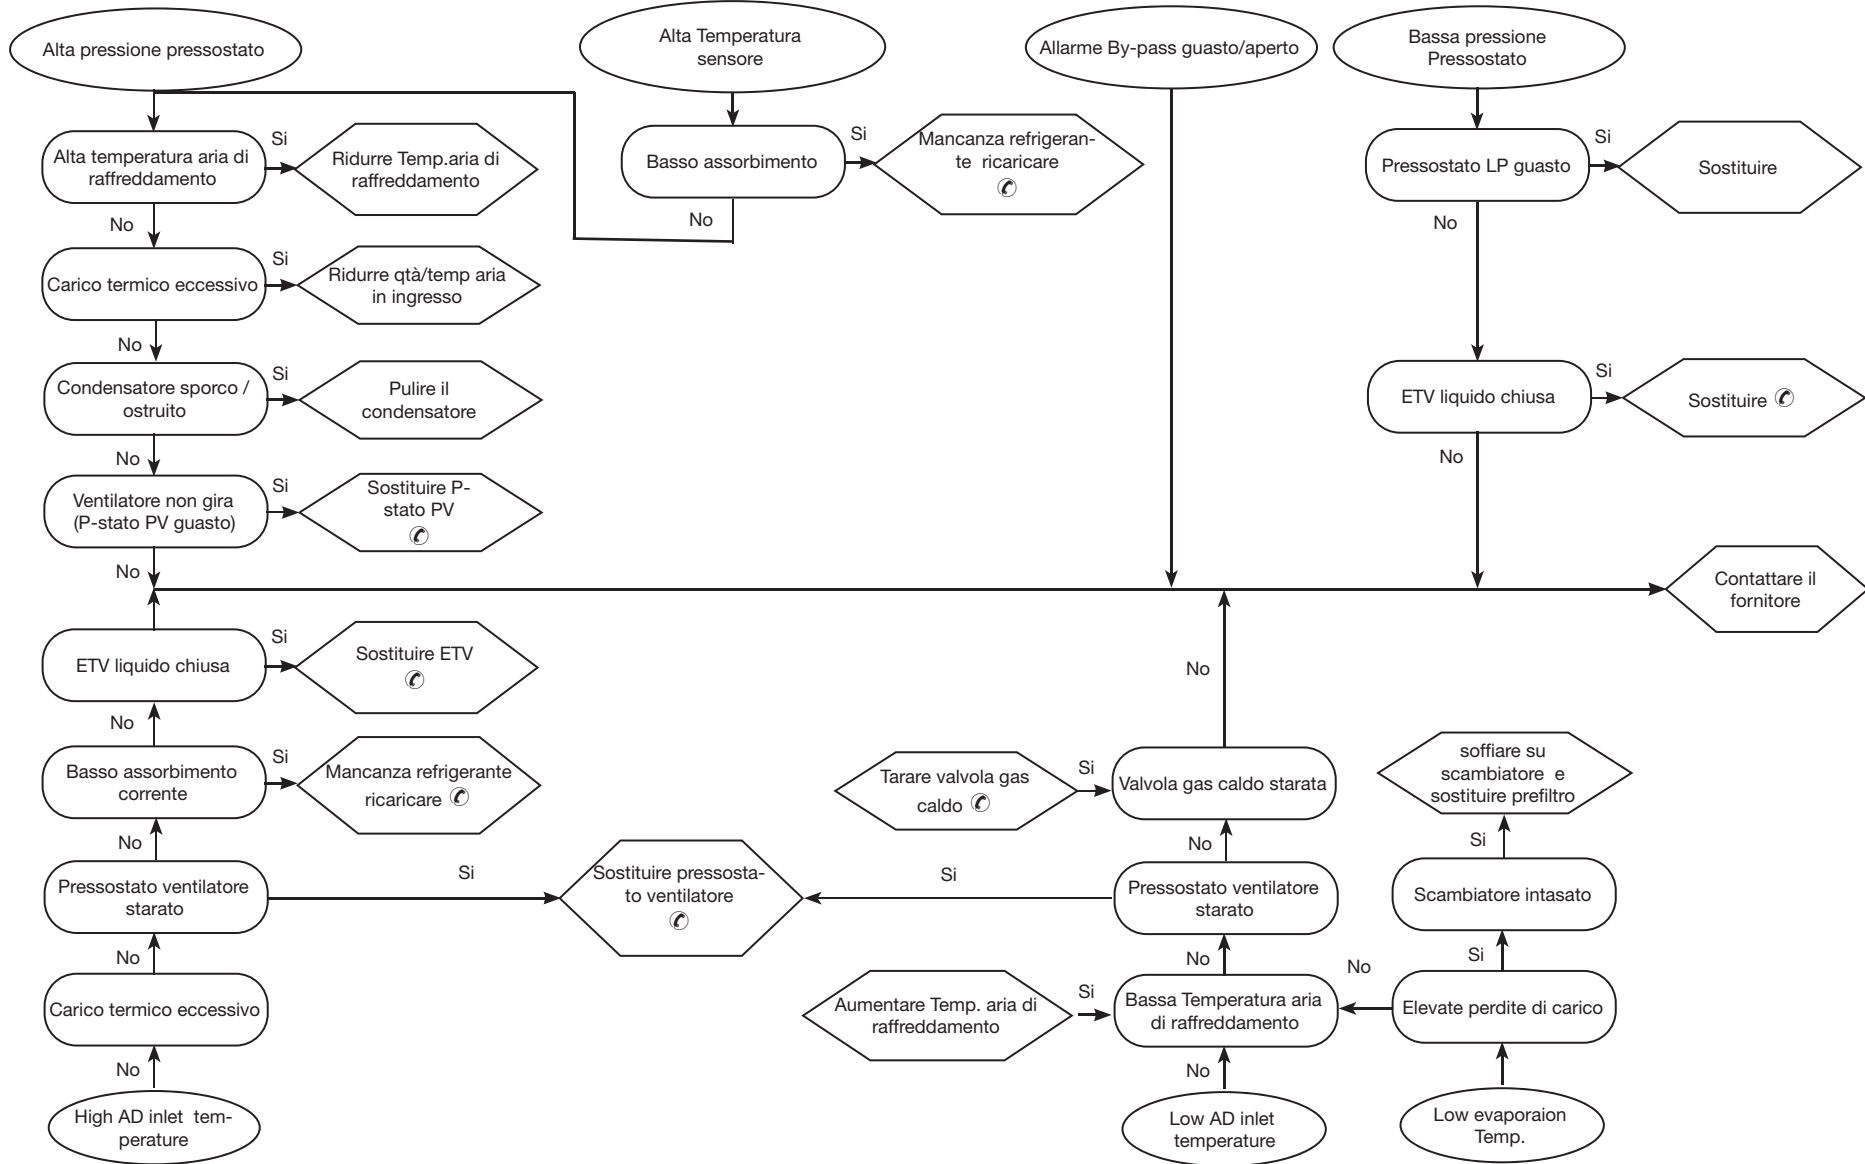 Alta pressione pressostato
Alta Temperatura
sensore
Allarme By-pass guasto/aperto
Bassa pressione
Pressostato
Alta temperatura aria di
raffreddamento
Si
Ridurre Temp.aria di
raffreddamento
Basso assorbimento
Si
Mancanza refrigeran-
te ricaricare
Pressostato LP guasto
Si
Sostituire
No
No
No
Carico termico eccessivo
Si
Ridurre qtà/temp aria
in ingresso
No
Condensatore sporco /
ostruito
Si
Pulire il
condensatore
ETV liquido chiusa
Si
Sostituire
No
No
Ventilatore non gira
(P-stato PV guasto)
Si
Sostituire P-
stato PV
No
Contattare il
fornitore
ETV liquido chiusa
Si
Sostituire ETV
No
No
Basso assorbimento
corrente
Si
Mancanza refrigerante
ricaricare
Tarare valvola gas
caldo
Si
Valvola gas caldo starata
soffiare su
scambiatore e
sostituire prefiltro
No
No
Si
Pressostato ventilatore
starato
Si
Sostituire pressosta-
to ventilatore
Si
Pressostato ventilatore
starato
Scambiatore intasato
No
No
No
Si
Carico termico eccessivo
Aumentare Temp. aria di
raffreddamento
Si
Bassa Temperatura aria
di raffreddamento
Elevate perdite di carico
No
No
High AD inlet tem-
perature
Low AD inlet
temperature
Low evaporaion
Temp.